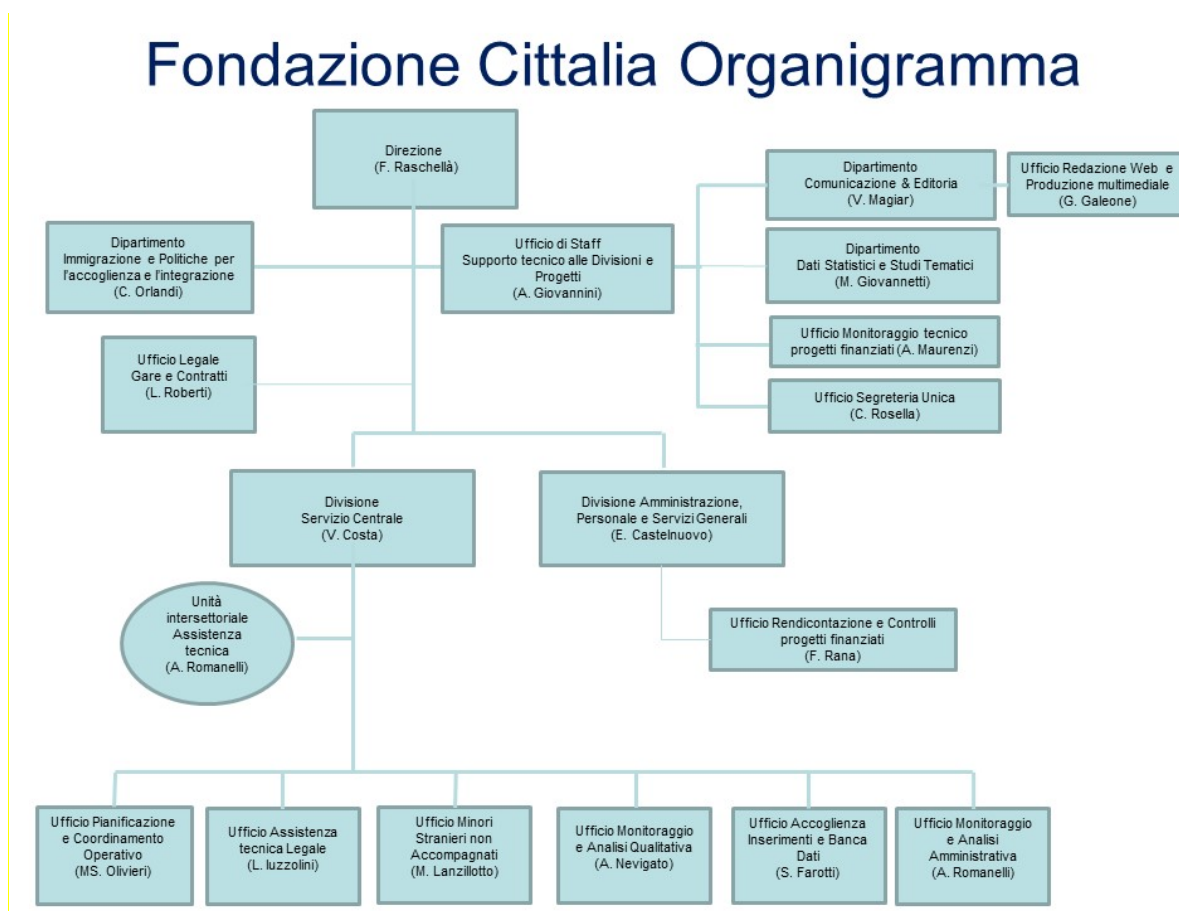 Fondazione Cittalia Organigramma
Direzione
(F. Raschellà)
Dipartimento
Comunicazione & Editoria
(V. Magiar)
Ufficio Redazione Web e
Produzione multimediale
(G. Galeone)
Dipartimento
Immigrazione e Politiche per
l'accoglienza e l'integrazione
(C. Orlandi)
Ufficio di Staff
Supporto tecnico alle Divisioni e
Progetti
(A. Giovannini)
Dipartimento
Dati Statistici e Studi Tematici
(M. Giovannetti)
Ufficio Legale
Gare e Contratti
(L. Roberti)
Ufficio Monitoraggio tecnico
progetti finanziati (A. Maurenzi)
Ufficio Segreteria Unica
(C. Rosella)
Divisione
Servizio Centrale
(V. Costa)
Divisione Amministrazione,
Personale e Servizi Generali
(E. Castelnuovo)
Unità
intersettoriale
Assistenza
tecnica
(A. Romanelli)
Ufficio Rendicontazione e Controlli
progetti finanziati
(F. Rana)
Ufficio Pianificazione
e Coordinamento
Operativo
(MS. Olivieri)
Ufficio Assistenza
tecnica Legale
(L. Iuzzolini)
Ufficio Minori
Stranieri non
Accompagnati
(M. Lanzillotto)
Ufficio Monitoraggio
e Analisi Qualitativa
(A. Nevigato)
Ufficio Accoglienza
Inserimenti e Banca
Dati
(S. Farotti)
Ufficio Monitoraggio
e Analisi
Amministrativa
(A. Romanelli)